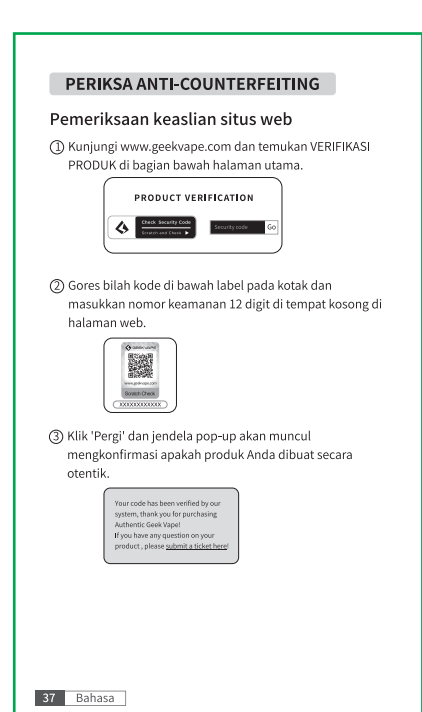 PERIKSA ANTI-COUNTERFEITING
Pemeriksaan keaslian situs web
① Kunjungi www.geekvape.com dan temukan VERIFIKASI
PRODUK di bagian bawah halaman utama.
PRODUCT VERIFICATION
Check Security Code
Scratch and Check
Security code
Go
② Gores bilah kode di bawah label pada kotak dan
masukkan nomor keamanan 12 digit di tempat kosong di
halaman web.
GEEKVAPE
www.geekvape.com
Scratch Check
XXXXXXXXXXXX
③ Klik 'Pergi' dan jendela pop-up akan muncul
mengkonfirmasi apakah produk Anda dibuat secara
otentik.
Your code has been verified by our
system, thank you for purchasing
Authentic Geek Vape!
If you have any question on your
product , please submit a ticket here!
37 Bahasa